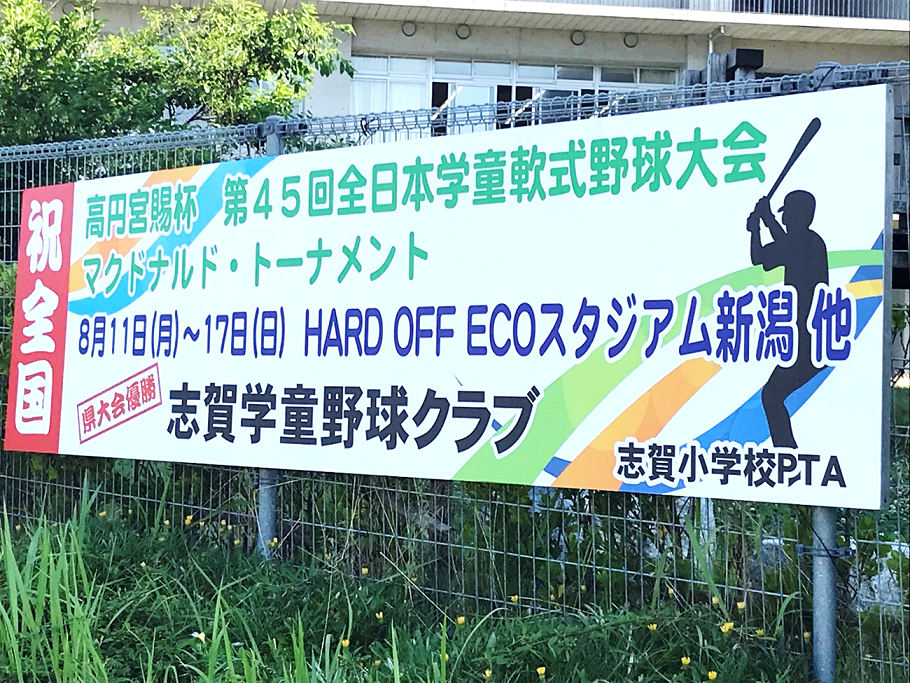 祝全国
高円宮賜杯 第45回全日本学童軟式野球大会
マクドナルド・トーナメント
8月11日(月)～17日(日) HARD OFF ECOスタジアム新潟 他
県大会優勝
志賀学童野球クラブ
志賀小学校P.T.A